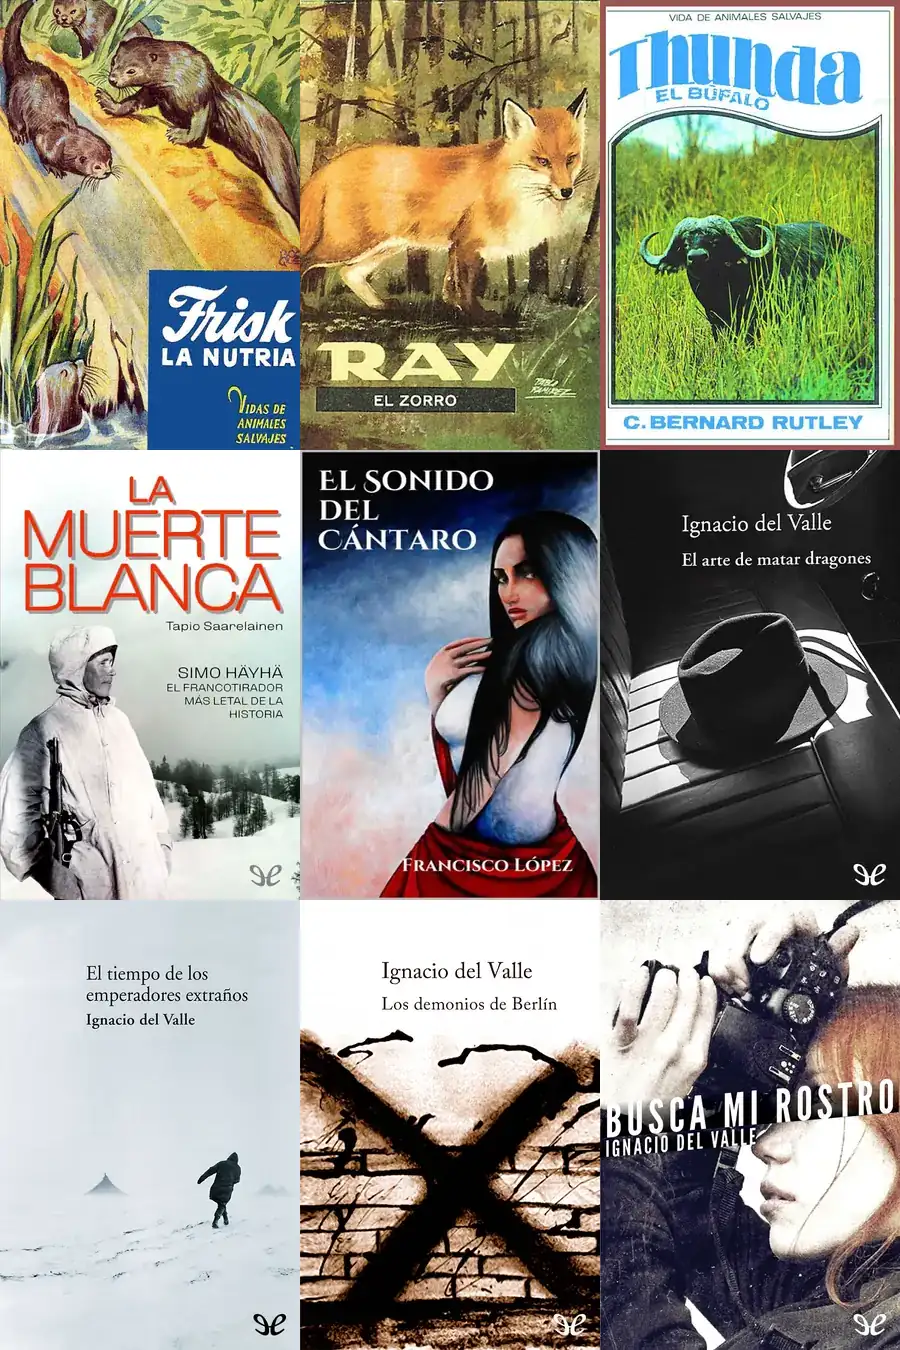 Frisk
LA NUTRIA
VIDAS DE
ANIMALES
SALVAJES
RAY
EL ZORRO
PABLO
RAMIREZ
VIDA DE ANIMALES SALVAJES
Thunda
EL BÚFALO
C. BERNARD RUTLEY
LA
MUERTE
BLANCA
Tapio Saarelainen
SIMO HÄYHÄ
EL FRANCOTIRADOR
MÁS LETAL DE LA
HISTORIA
EL SONIDO
DEL
CÁNTARO
FRANCISCO LÓPEZ
Ignacio del Valle
El arte de matar dragones
El tiempo de los
emperadores extraños
Ignacio del Valle
Ignacio del Valle
Los demonios de Berlín
BUSCA MI ROSTRO
IGNACIO DEL VALLE